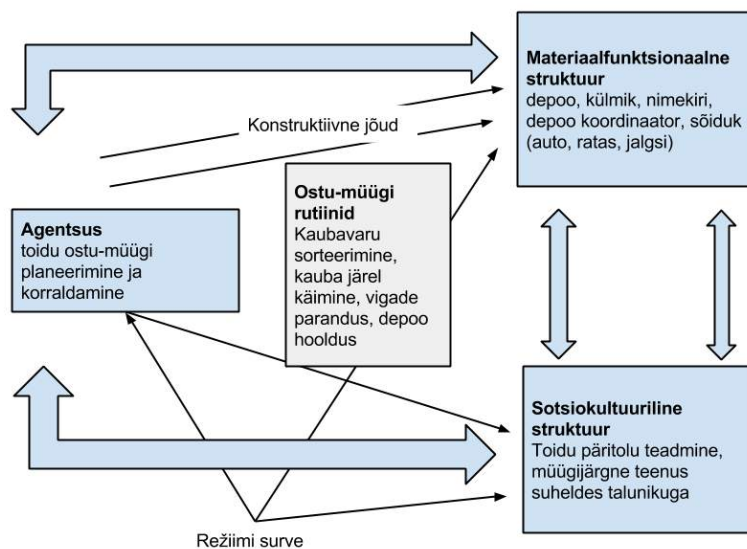 Materiaalfunktsionaalne
struktuur
depoo, külmik, nimekiri,
depoo koordinaator, sõiduk
(auto, ratas, jalgsi)
Konstruktiivne jõud
Ostu-müügi
rutiinid
Kaubavaru
sorteerimine,
kauba järel
käimine, vigade
parandus, depoo
hooldus
Agentsus
toidu ostu-müügi
planeerimine ja
korraldamine
Sotsiokultuuriline
struktuur
Toidu päritolu teadmine,
müügijärgne teenus
suheldes talunikuga
Režiimi surve